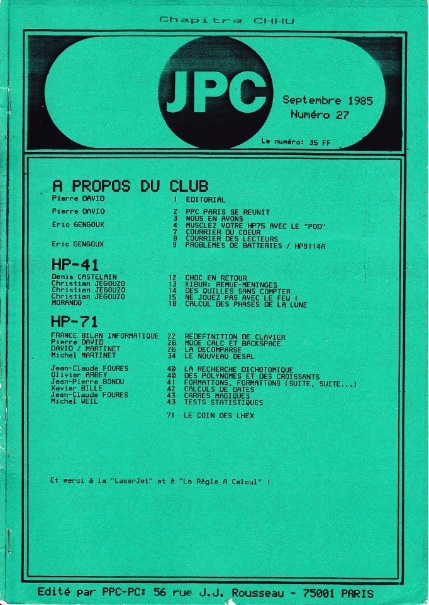 Chapitre CHHU
JPC
Septembre 1985
Numéro 27
Le numéro: 35 FF
A PROPOS DU CLUB
Pierre DAVID 1 EDITORIAL
Pierre DAVID 2 PPC PARIS SE REUNIT
3 NOUS EN AVONS
Eric GENGOUX 4 MUSCLEZ VOTRE HP75 AVEC LE "POD"
7 COURRIER DU COEUR
8 COURRIER DES LECTEURS
Eric GENGOUX 9 PROBLEMES DE BATTERIES / HP9114A
HP-41
Denis CASTELAIN 12 CHOC EN RETOUR
Christian JEGOUZO 13 KIBUR: REMUE-MENINGES
Christian JEGOUZO 14 DES QUILLES SANS COMPTER
Christian JEGOUZO 15 NE JOUEZ PAS AVEC LE FEU !
MORANDO 18 CALCUL DES PHASES DE LA LUNE
HP-71
FRANCE BILAN INFORMATIQUE 22 REDEFINITION DE CLAVIER
Pierre DAVID 26 MODE CALC ET BACKSPACE
DAVID / MARTINET 26 LA DECOMPARSE
Michel MARTINET 34 LE NOUVEAU DESAL
Jean-Claude FOURES 40 LA RECHERCHE DICHOTOMIQUE
Olivier ARBEY 40 DES POLYNOMES ET DES CROISSANTS
Jean-Pierre BONDU 41 FORMATIONS, FORMATIONS (SUITE, SUITE...)
Xavier BILLE 42 CALCULS DE DATES
Jean-Claude FOURES 43 CARRES MAGIQUES
Michel WEIL 43 TESTS STATISTIQUES
71 LE COIN DES LHEX
Et merci à la "LaserJet" et à "La Règle A Calcul" !
Edité par PPC-PC: 56 rue J.J. Rousseau - 75001 PARIS